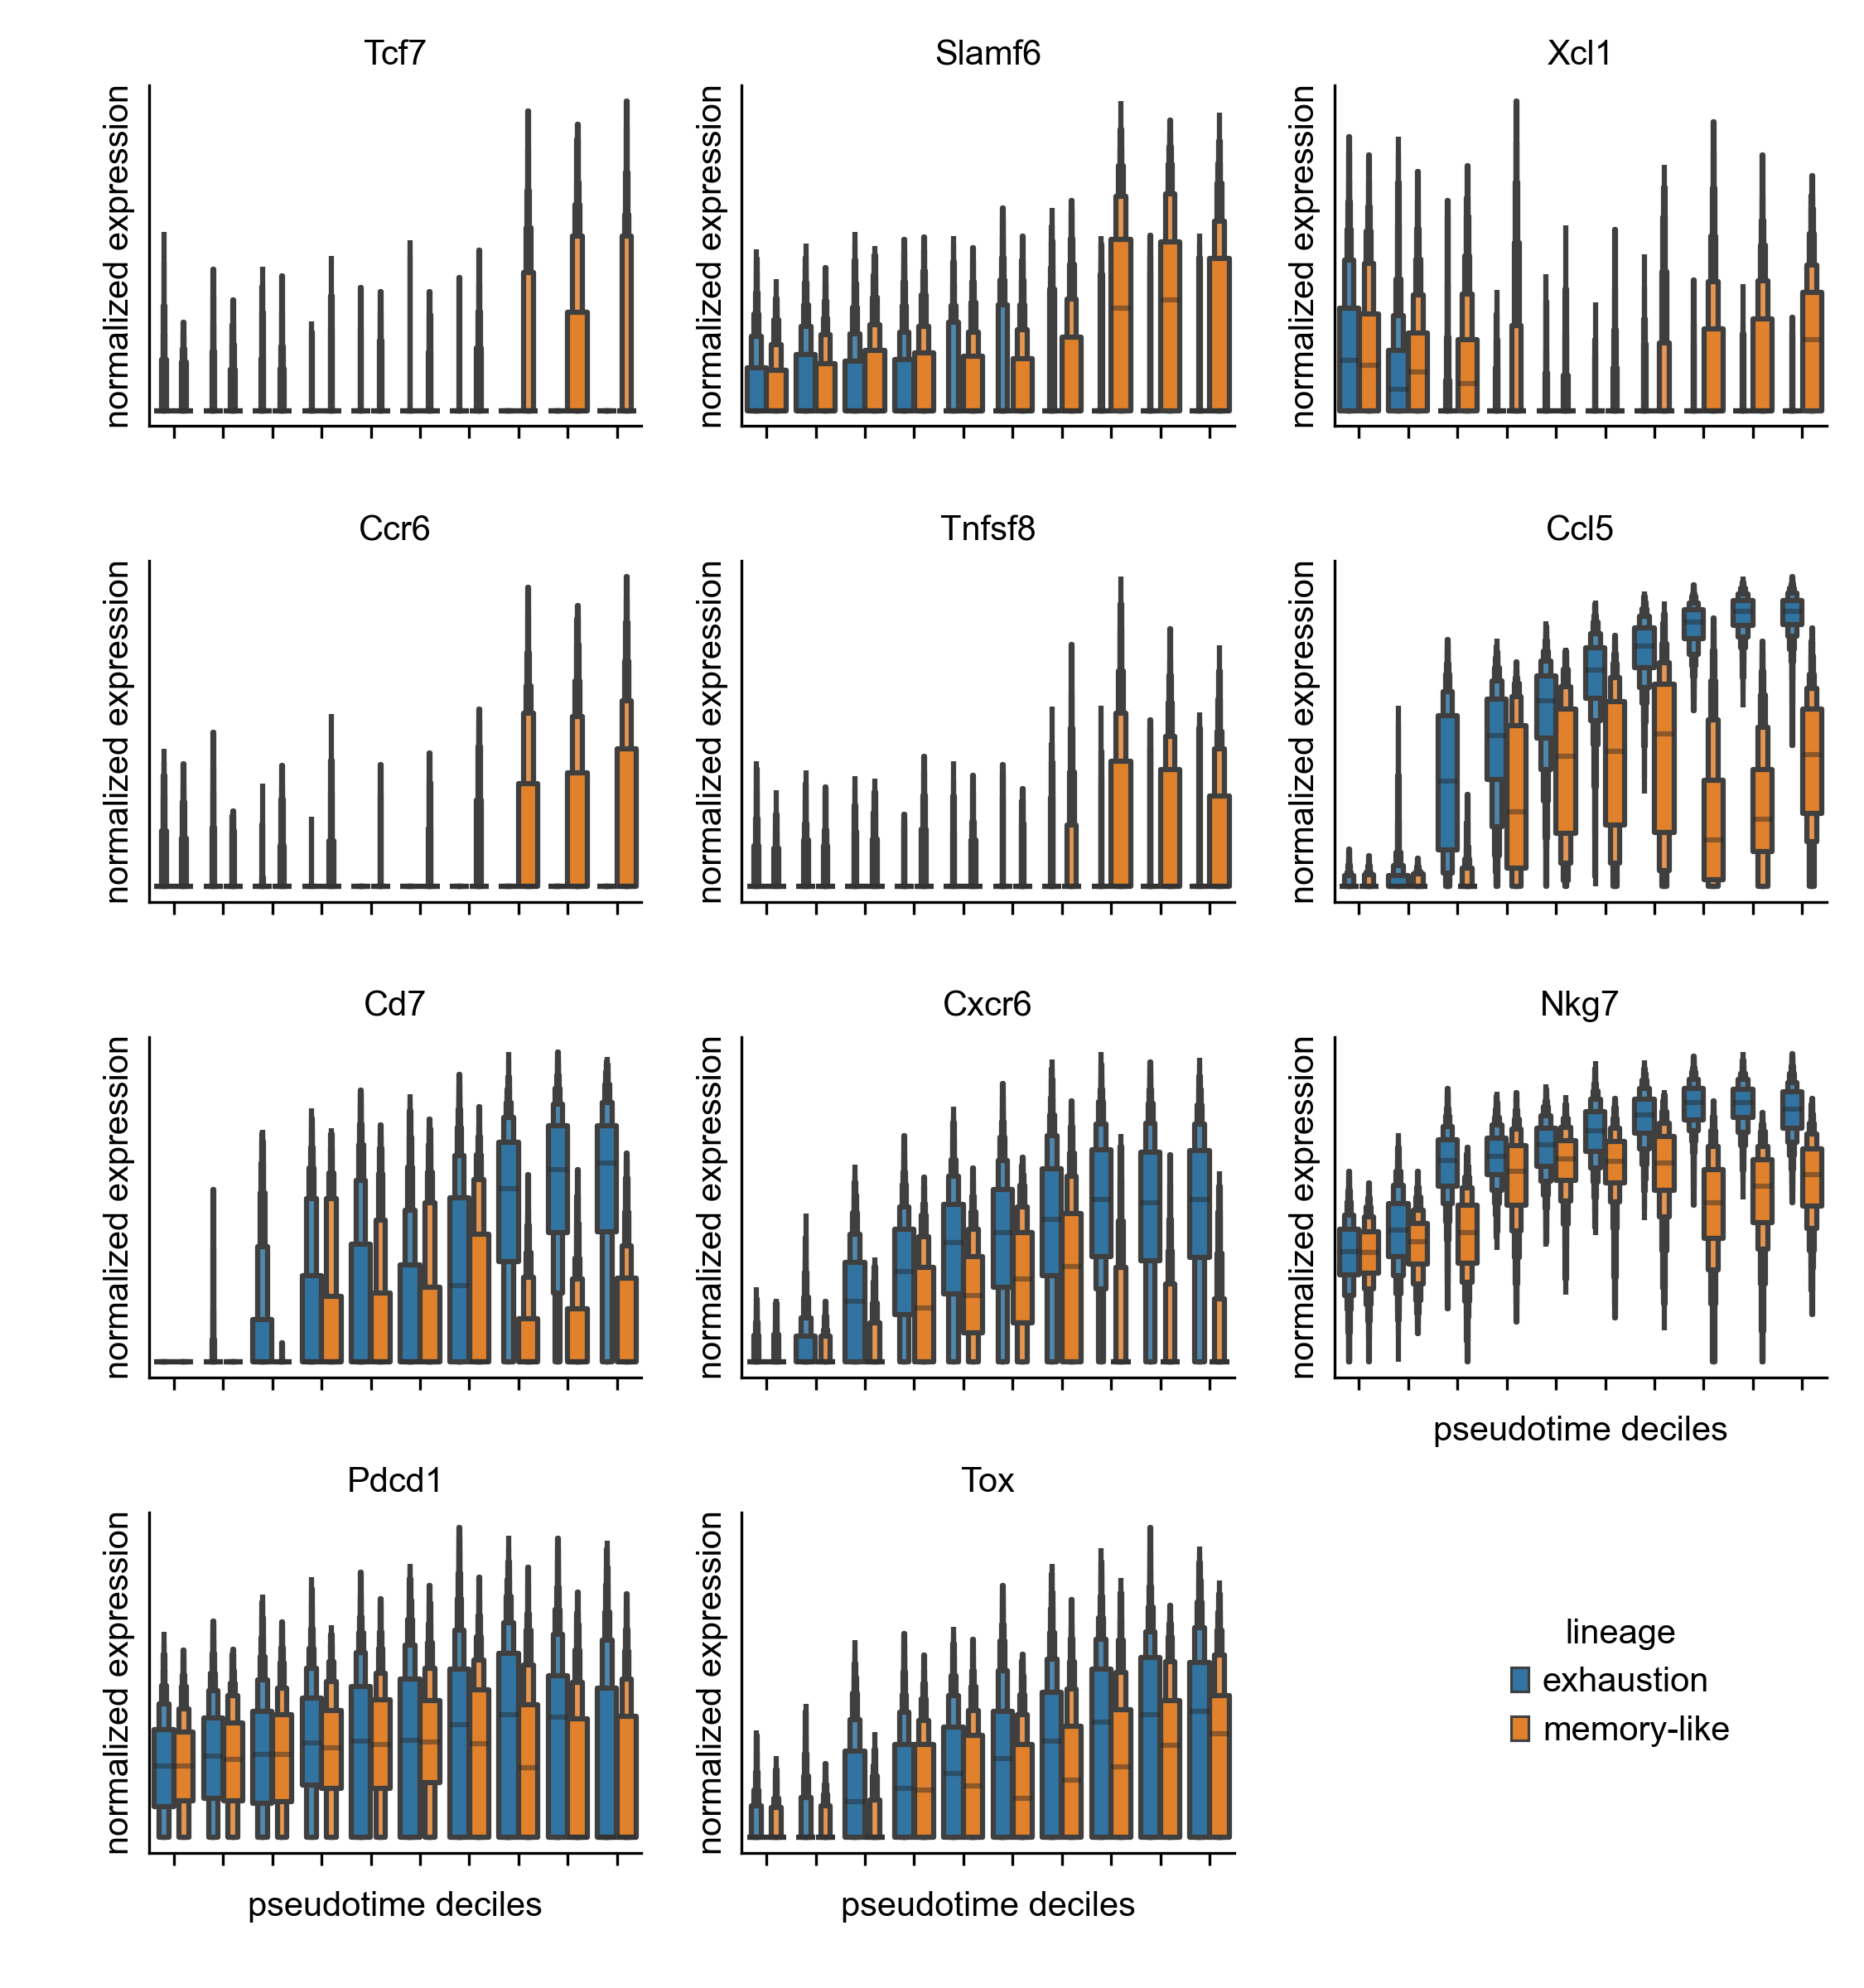 Tcf7
Slamf6
Xcl1
normalized expression
normalized expression
normalized expression
Ccr6
Tnfsf8
Ccl5
normalized expression
normalized expression
normalized expression
Cd7
Cxcr6
Nkg7
normalized expression
normalized expression
normalized expression
pseudotime deciles
Pdcd1
Tox
normalized expression
normalized expression
lineage
exhaustion
memory-like
pseudotime deciles
pseudotime deciles